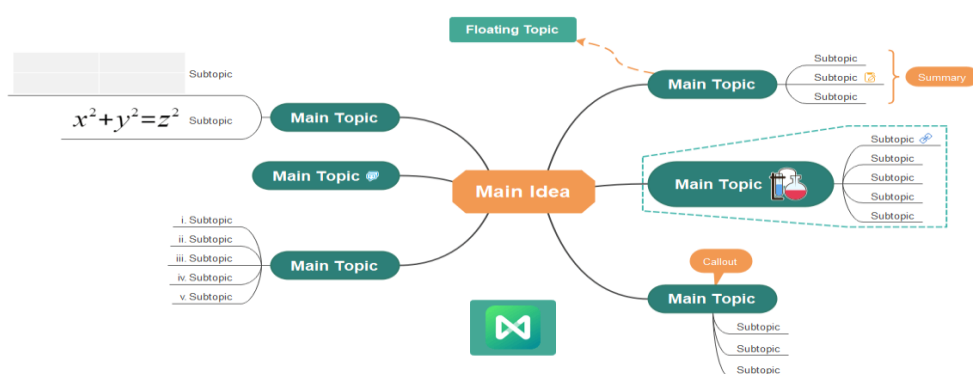 Floating Topic
Main Topic
Subtopic
Subtopic
Subtopic
Summary
Subtopic
x²+y²=z²
Subtopic
Main Topic
Main Topic
Main Idea
Main Topic
Subtopic
Subtopic
Subtopic
Subtopic
Subtopic
i. Subtopic
ii. Subtopic
iii. Subtopic
iv. Subtopic
v. Subtopic
Main Topic
Callout
Main Topic
Subtopic
Subtopic
Subtopic